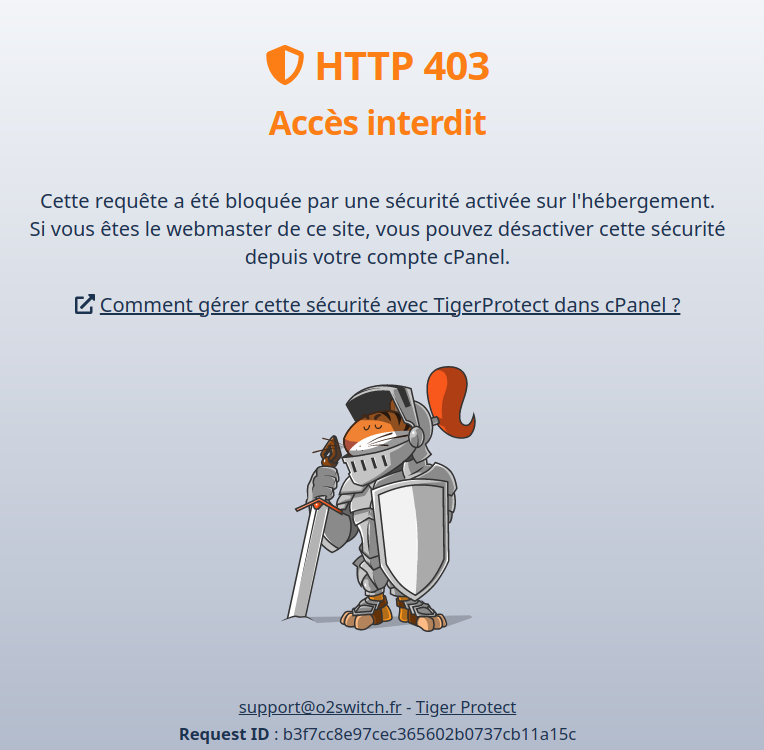 HTTP 403
Accès interdit
Cette requête a été bloquée par une sécurité activée sur l'hébergement.
Si vous êtes le webmaster de ce site, vous pouvez désactiver cette sécurité
depuis votre compte cPanel.
Comment gérer cette sécurité avec TigerProtect dans cPanel ?
support@o2switch.fr - Tiger Protect
Request ID : b3f7cc8e97cec365602b0737cb11a15c